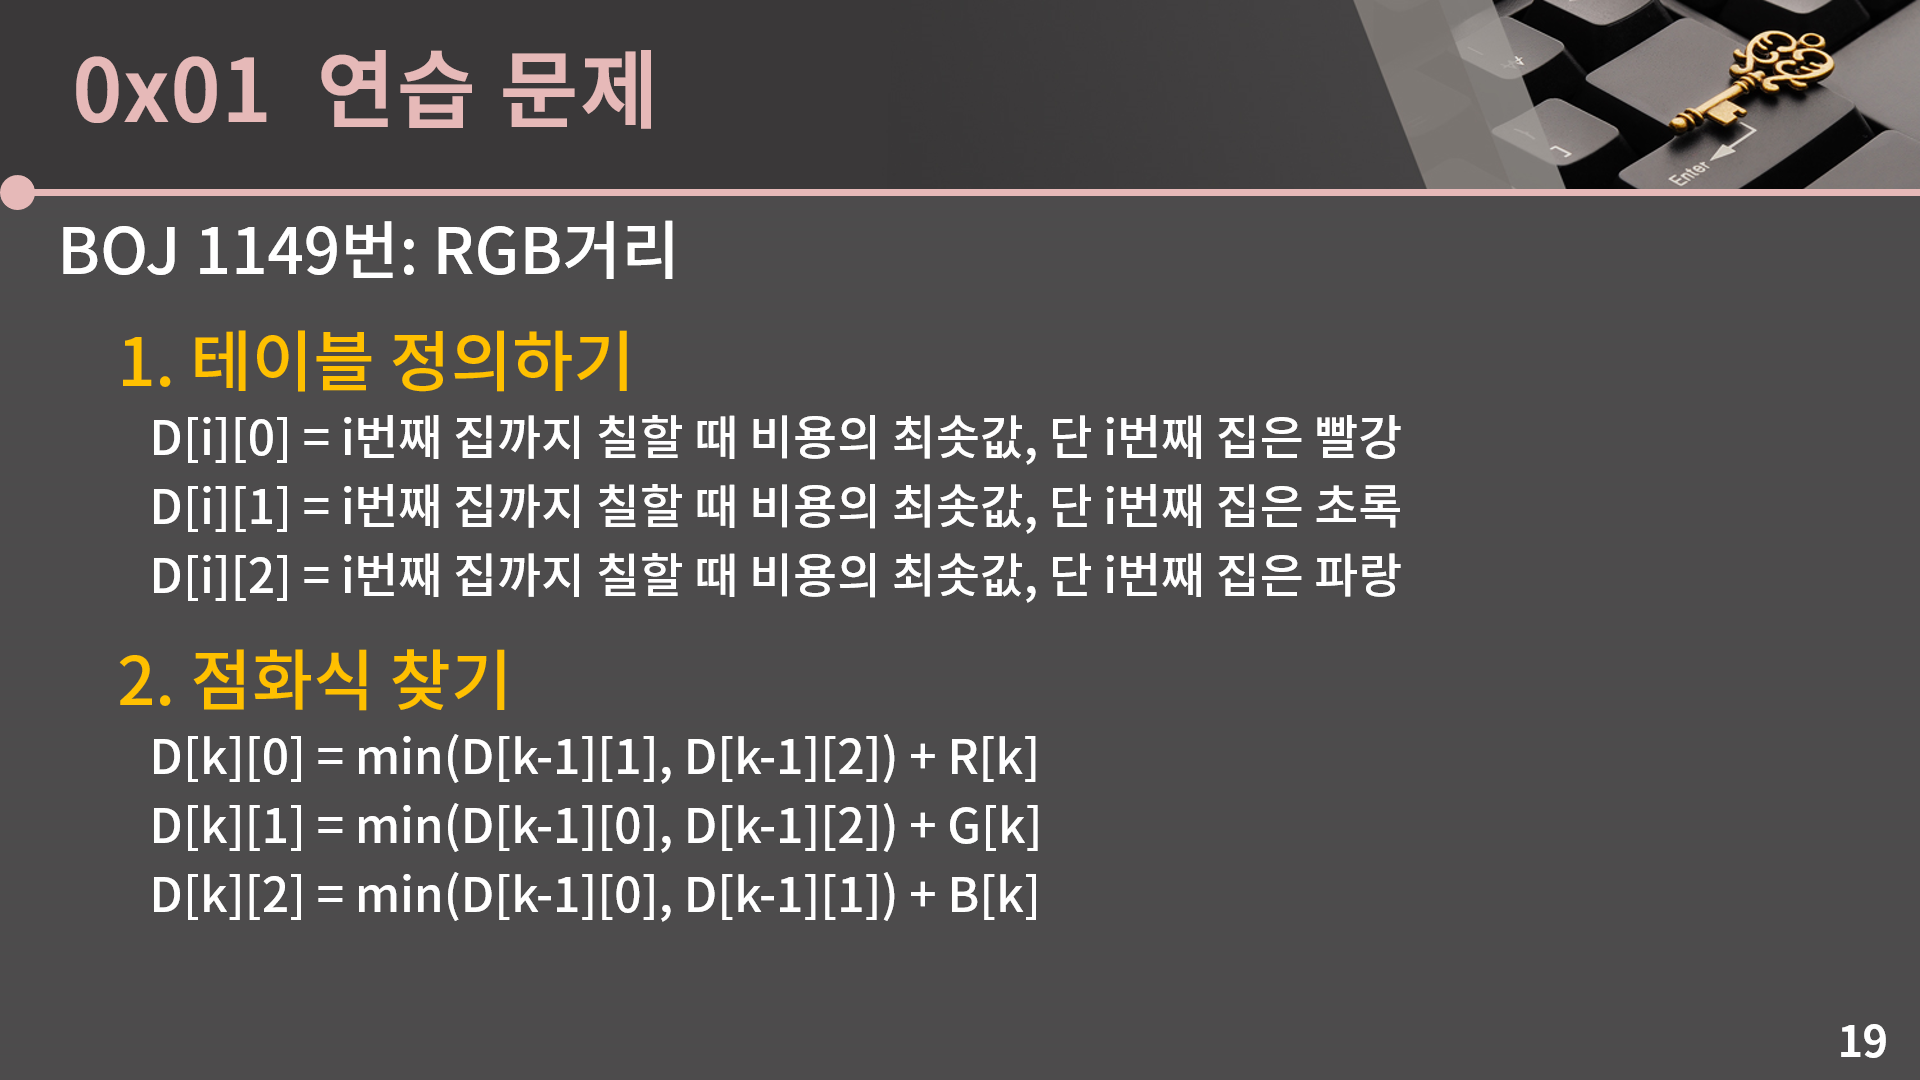 0x01 연습 문제
Enter
BOJ 1149번: RGB거리
1. 테이블 정의하기
D[i][0] = i번째 집까지 칠할 때 비용의 최솟값, 단 i번째 집은 빨강
D[i][1] = i번째 집까지 칠할 때 비용의 최솟값, 단 i번째 집은 초록
D[i][2] = i번째 집까지 칠할 때 비용의 최솟값, 단 i번째 집은 파랑
2. 점화식 찾기
D[k][0] = min(D[k-1][1], D[k-1][2]) + R[k]
D[k][1] = min(D[k-1][0], D[k-1][2]) + G[k]
D[k][2] = min(D[k-1][0], D[k-1][1]) + B[k]
19